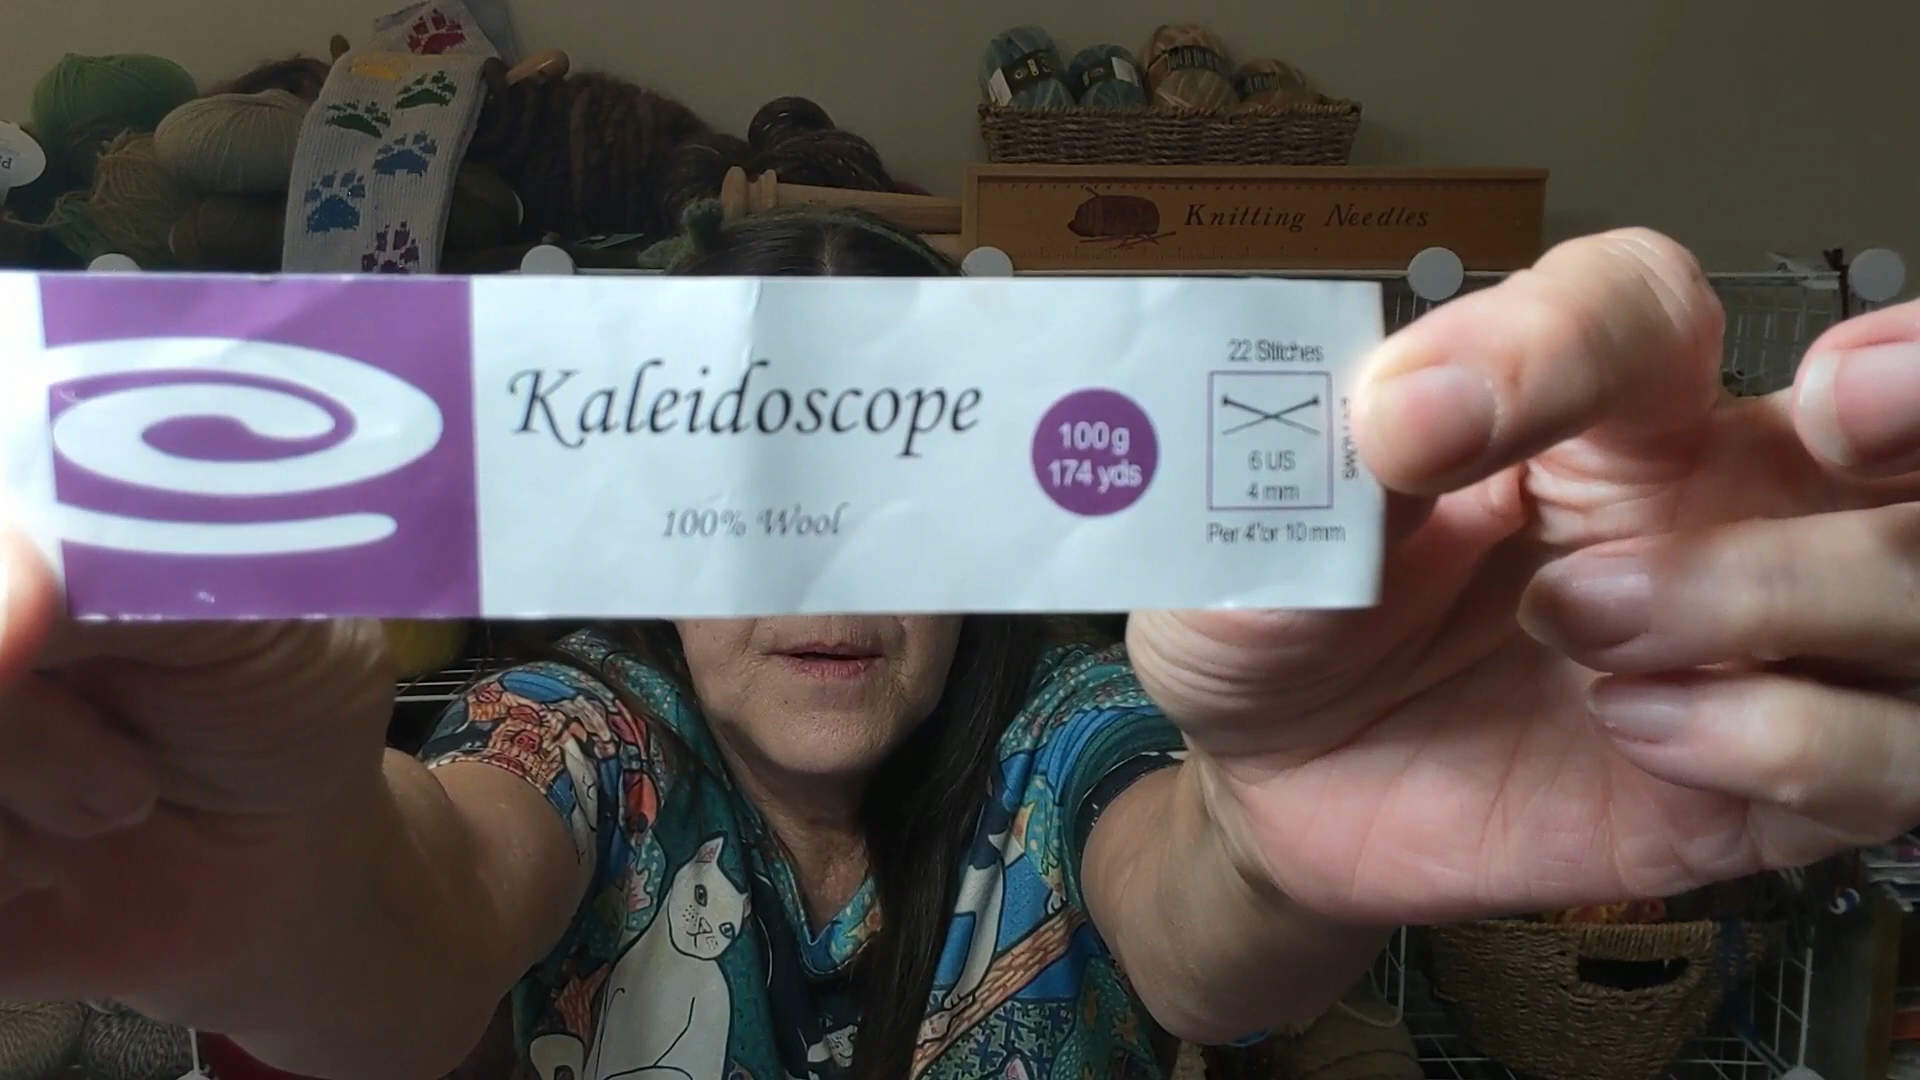 Knitting Needles
Kaleidoscope
100% Wool
100g
174 yds
22 Stitches
6 US
4 mm
Per 4" or 10 mm